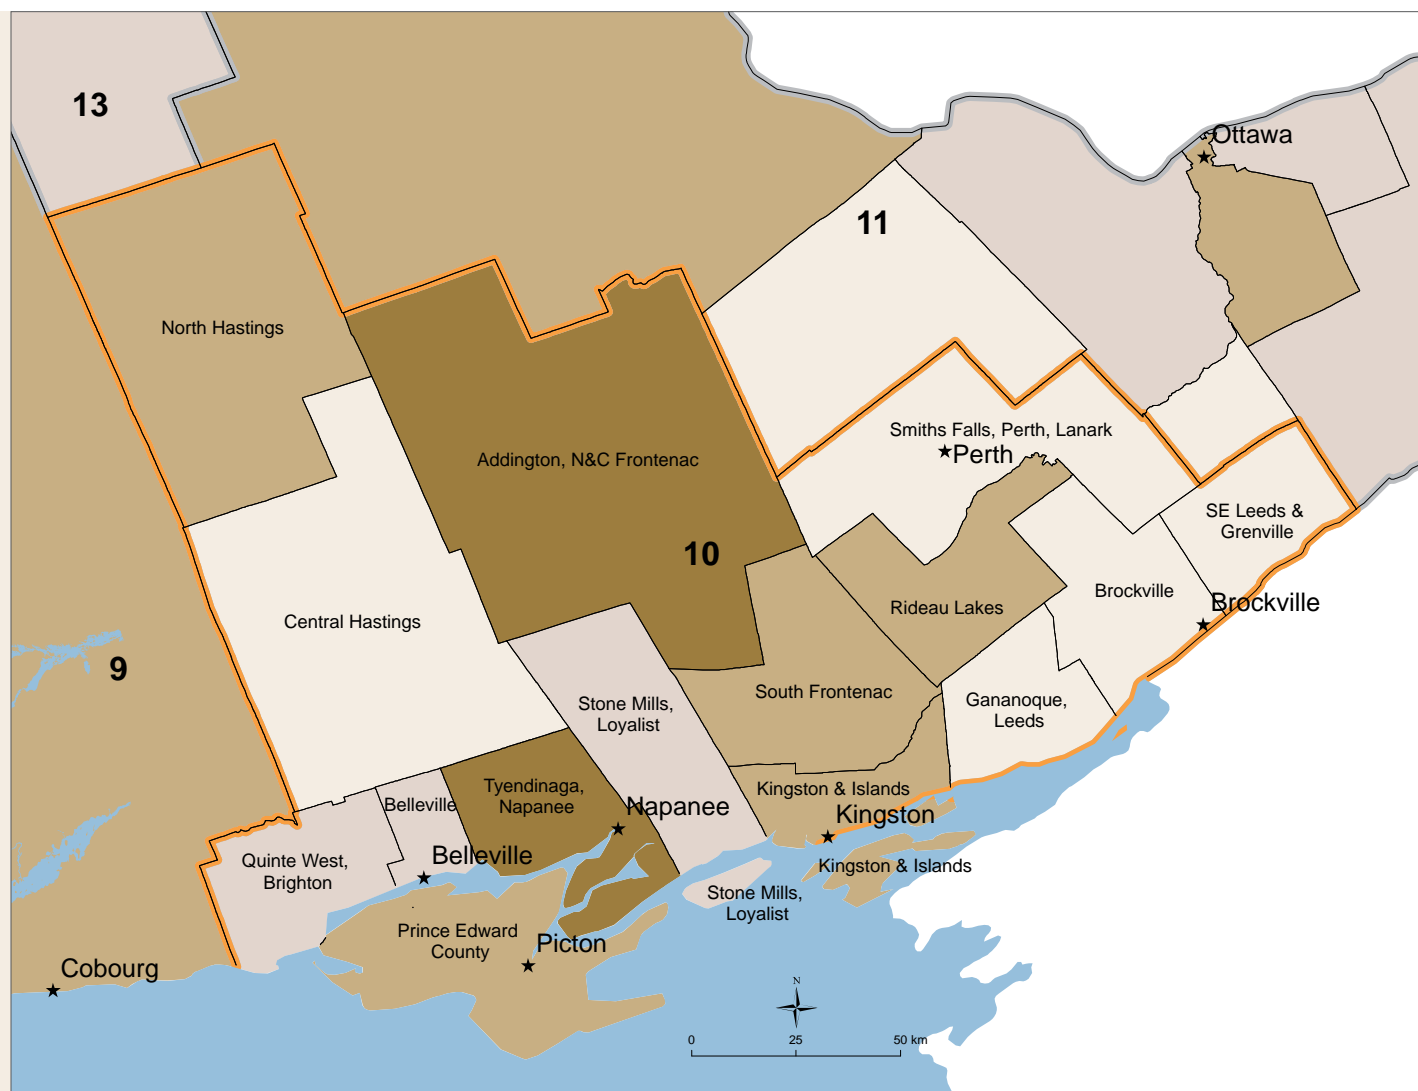 13
Ottawa
11
North Hastings
Smiths Falls, Perth, Lanark
Perth
Addington, N&C Frontenac
SE Leeds &
Grenville
10
Brockville
Brockville
Rideau Lakes
Central Hastings
9
South Frontenac
Stone Mills,
Loyalist
Gananoque,
Leeds
Tyendinaga,
Napanee
Kingston & Islands
Belleville
Napanee
Kingston
Quinte West,
Brighton
Belleville
Kingston & Islands
Stone Mills,
Loyalist
Prince Edward
County
Picton
Cobourg
N
0 25 50 km